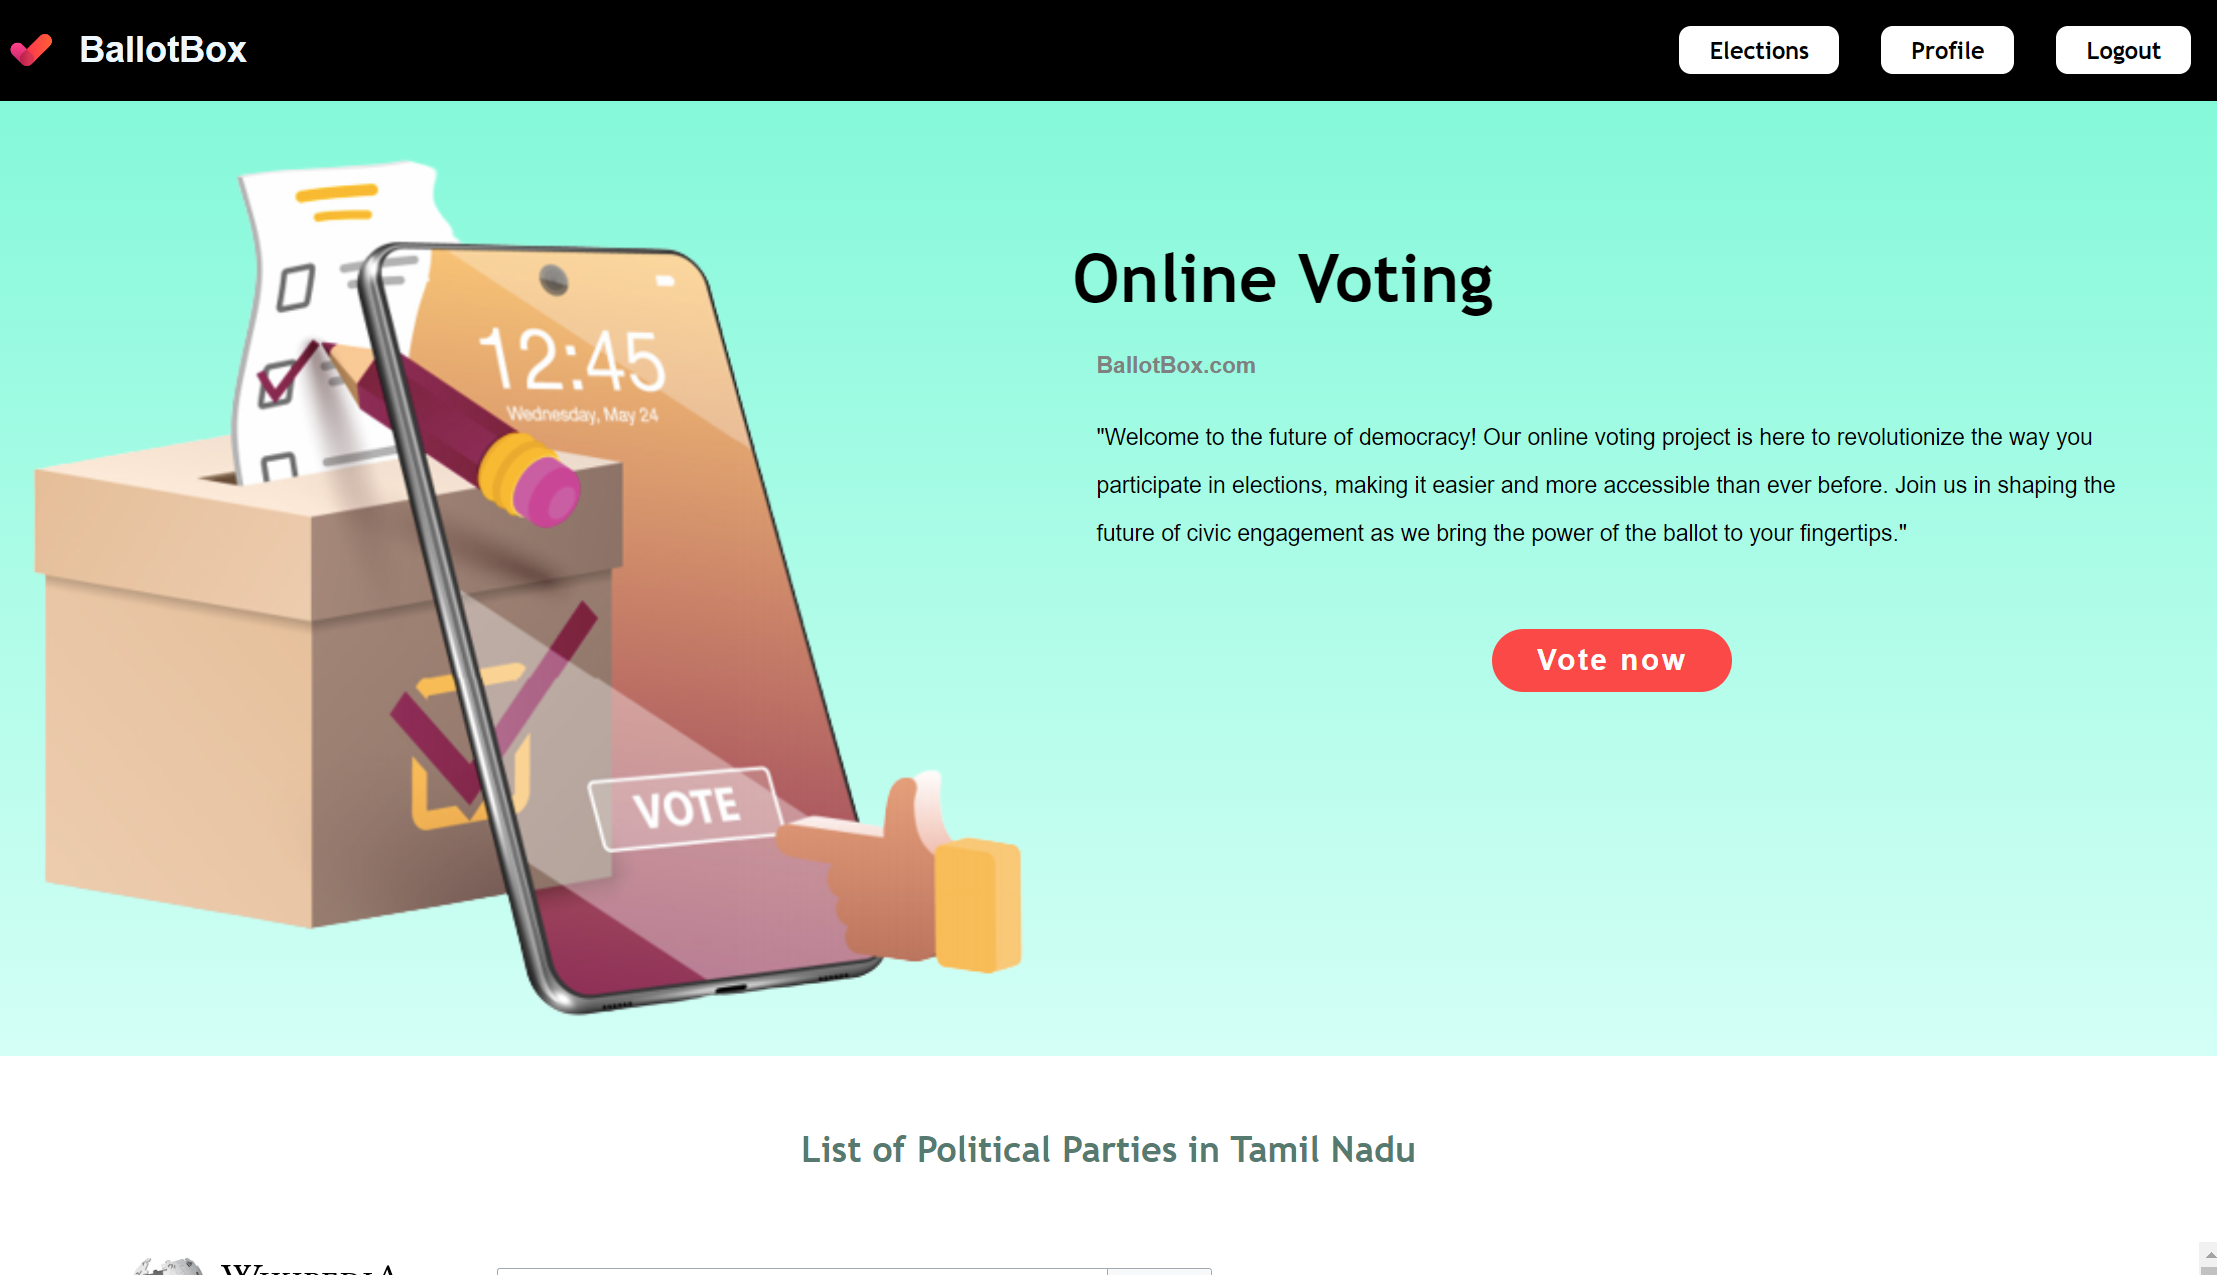 BallotBox
Elections
Profile
Logout
12:45
Wednesday, May 24
VOTE
Online Voting
BallotBox.com
"Welcome to the future of democracy! Our online voting project is here to revolutionize the way you
participate in elections, making it easier and more accessible than ever before. Join us in shaping the
future of civic engagement as we bring the power of the ballot to your fingertips."
Vote now
List of Political Parties in Tamil Nadu
WIKIPEDIA